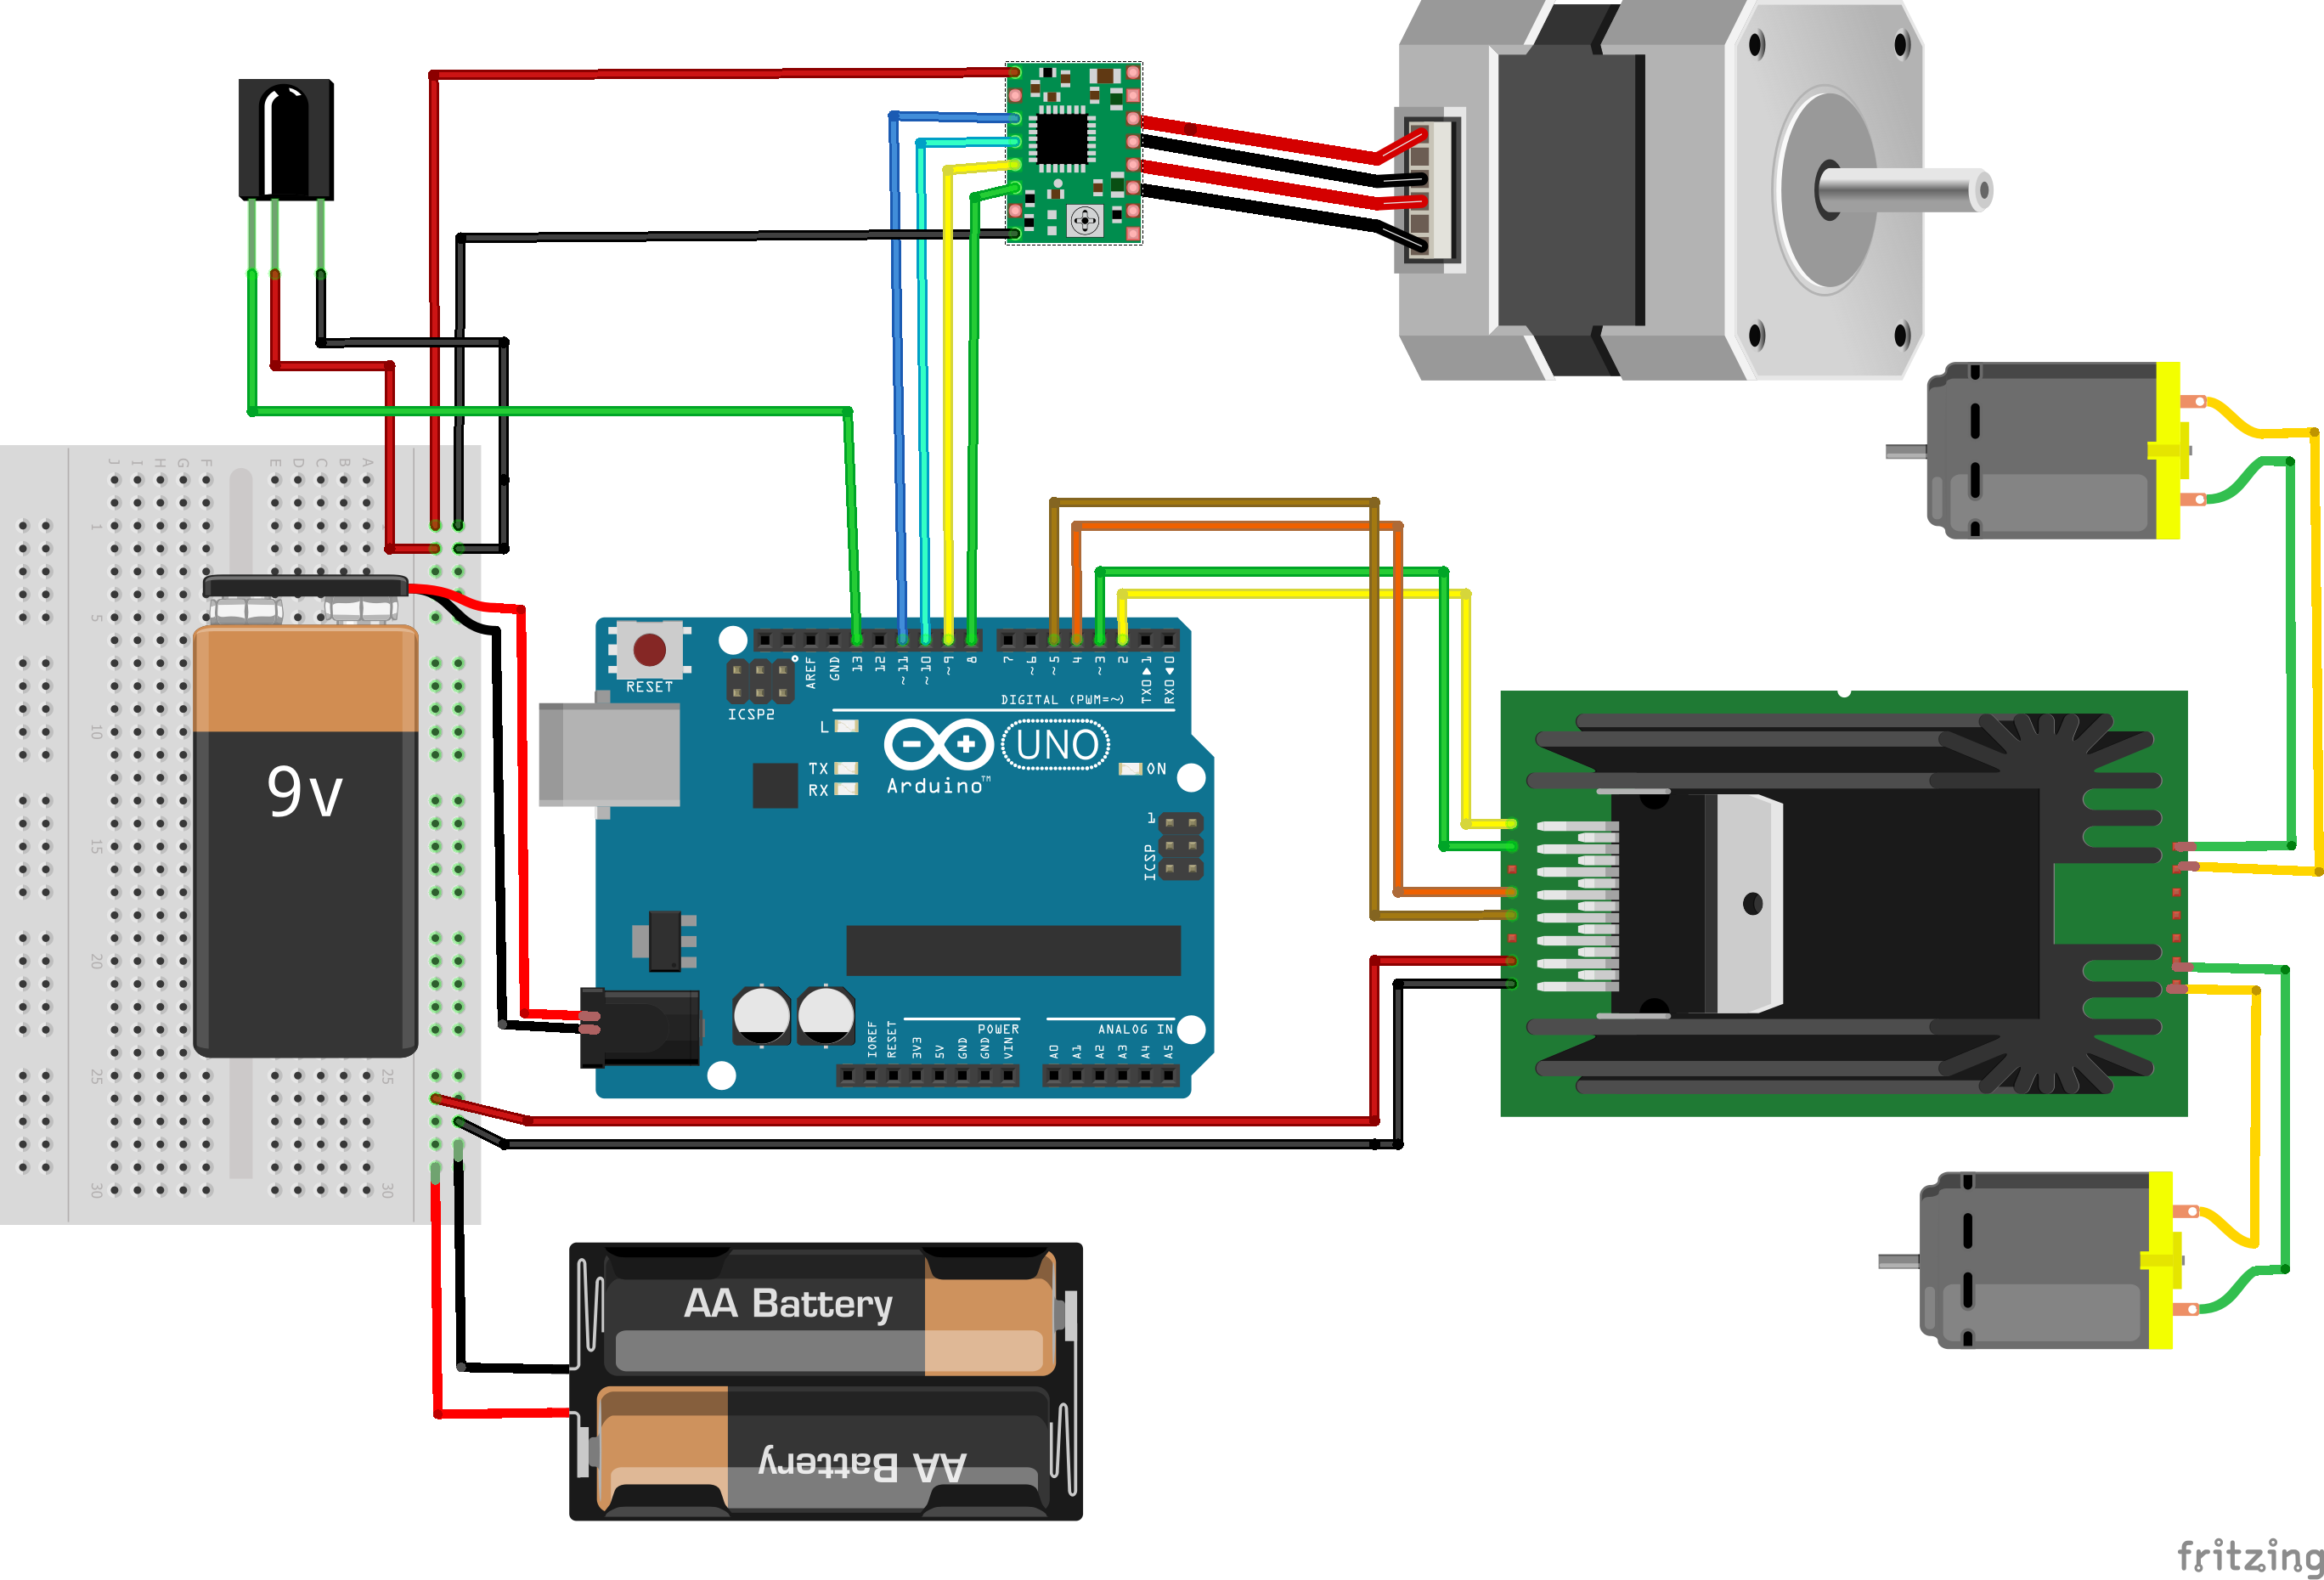 J I H G F E D C B A
1
5
10
15
20
25 25
30 30
9v
RESET
ICSP2
AREF
GND
13
12
~11
~10
~9
8
7
~6
~5
4
~3
2
TX0▶1
RX0◀0
DIGITAL (PWM=~)
L
TX
RX
UNO
Arduino™
ON
1
ICSP
IOREF
RESET
3V3
5V
GND
GND
VIN
POWER
A0
A1
A2
A3
A4
A5
ANALOG IN
AA Battery
AA Battery
fritzing